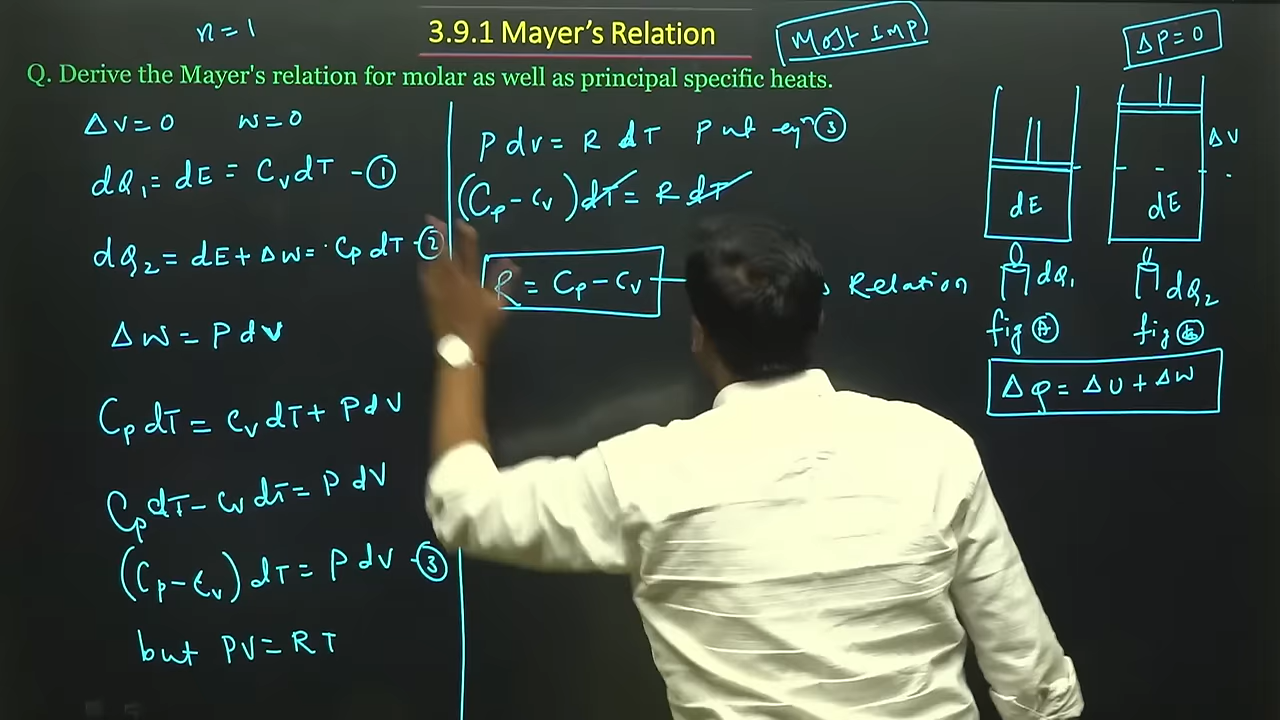 n = 1
3.9.1 Mayer's Relation
Most Imp
ΔP = 0
Q. Derive the Mayer's relation for molar as well as principal specific heats.
ΔV = 0 W = 0
dQ₁ = dE = CᵥdT - ①
dQ₂ = dE + ΔW = CₚdT - ②
ΔW = PdV
CₚdT = CᵥdT + PdV
CₚdT - CᵥdT = PdV
(Cₚ - Cᵥ)dT = PdV - ③
but PV = RT
PdV = RdT Put eqⁿ ③
(Cₚ - Cᵥ)dT = RdT
R = Cₚ - Cᵥ
Relation
ΔV
dE dE
dQ₁ dQ₂
fig Ⓐ fig ⓑ
ΔQ = ΔU + ΔW